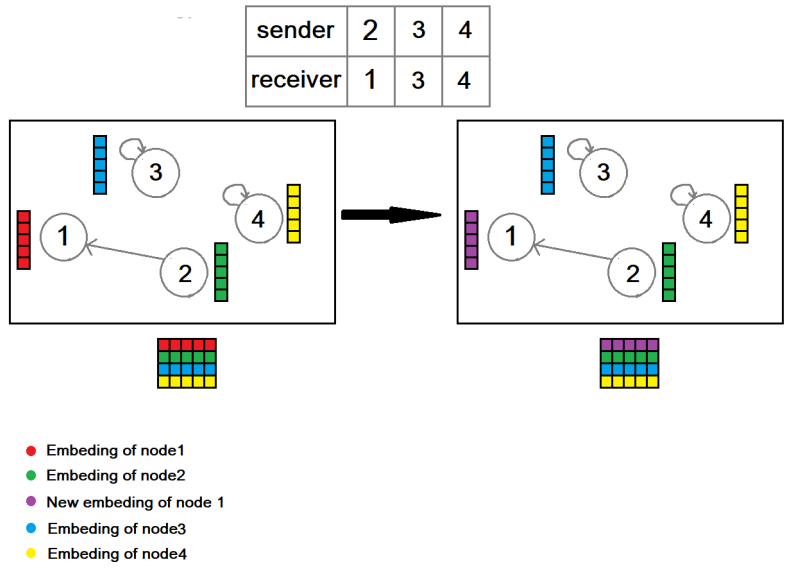 sender 2 3 4
receiver 1 3 4
3
4
1
2
3
4
1
2
Embeding of node1
Embeding of node2
New embeding of node 1
Embeding of node3
Embeding of node4